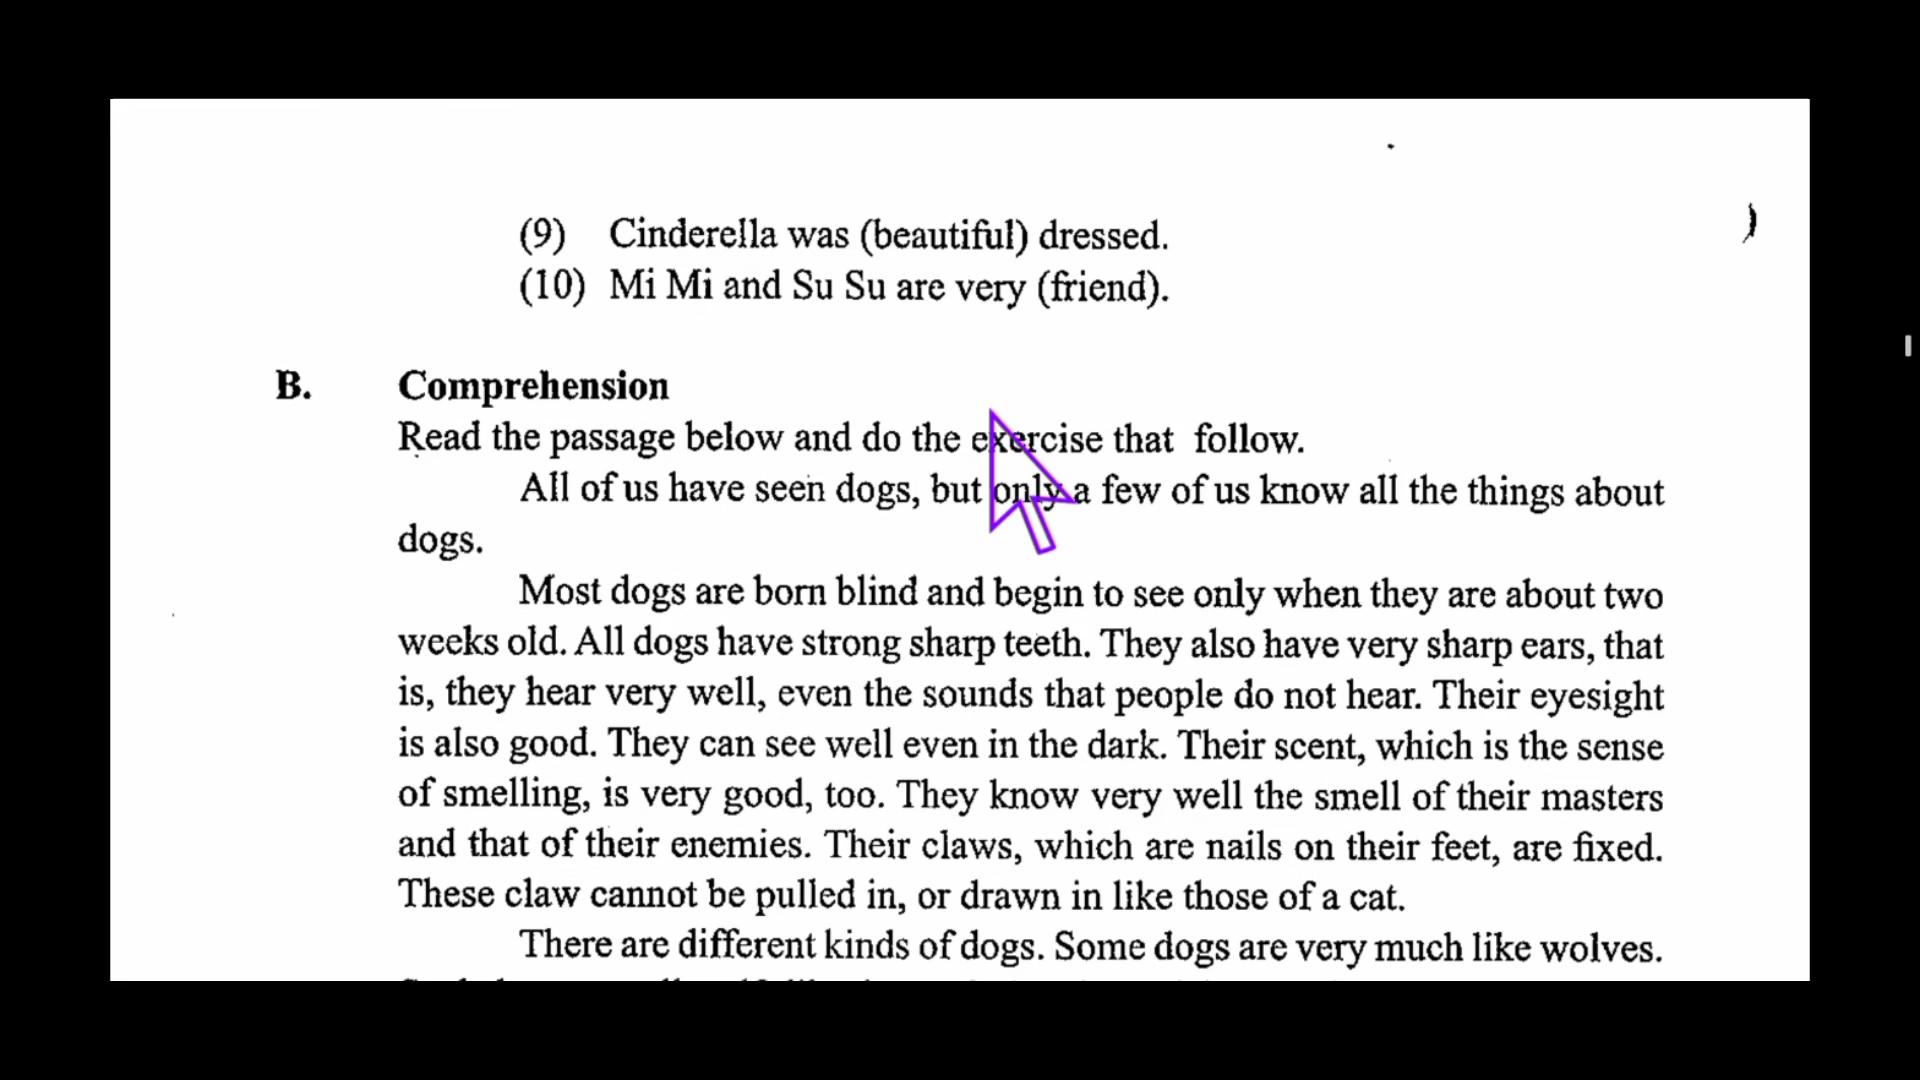 (9) Cinderella was (beautiful) dressed.
(10) Mi Mi and Su Su are very (friend).
B. Comprehension
Read the passage below and do the exercise that follow.
All of us have seen dogs, but only a few of us know all the things about
dogs.
Most dogs are born blind and begin to see only when they are about two
weeks old. All dogs have strong sharp teeth. They also have very sharp ears, that
is, they hear very well, even the sounds that people do not hear. Their eyesight
is also good. They can see well even in the dark. Their scent, which is the sense
of smelling, is very good, too. They know very well the smell of their masters
and that of their enemies. Their claws, which are nails on their feet, are fixed.
These claw cannot be pulled in, or drawn in like those of a cat.
There are different kinds of dogs. Some dogs are very much like wolves.